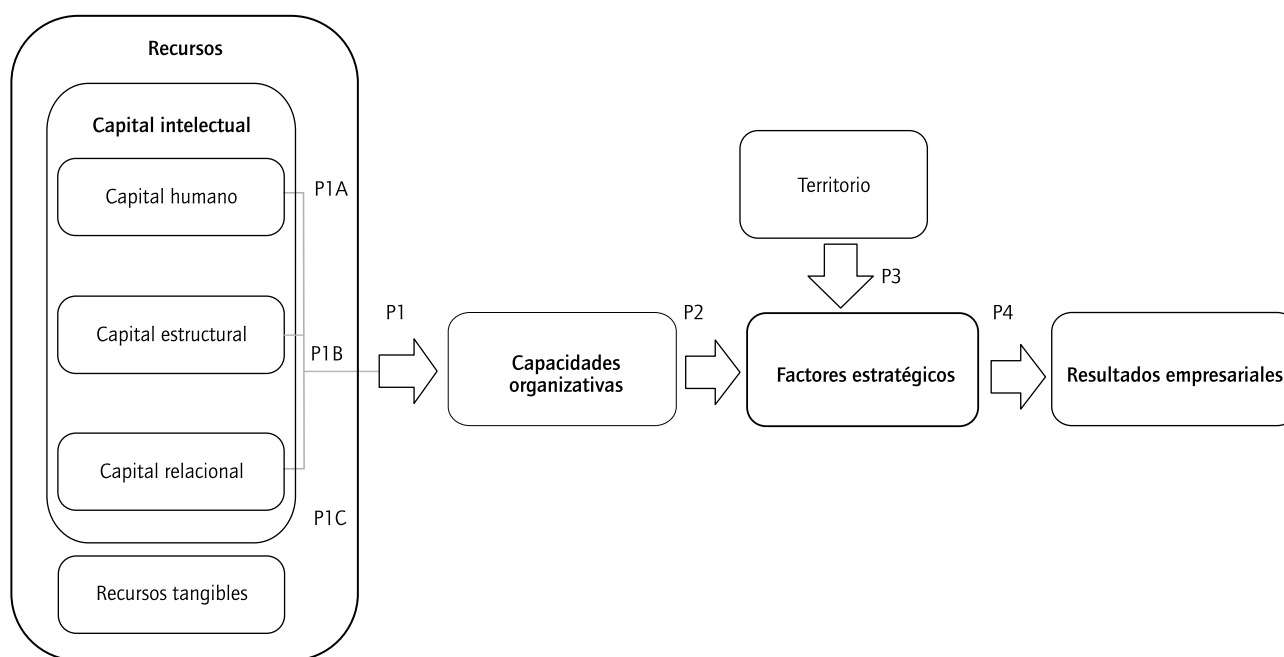 Recursos
Capital intelectual
Capital humano
P1A
Capital estructural
P1B
Capital relacional
P1C
Recursos tangibles
P1
Capacidades
organizativas
P2
Territorio
P3
Factores estratégicos
P4
Resultados empresariales